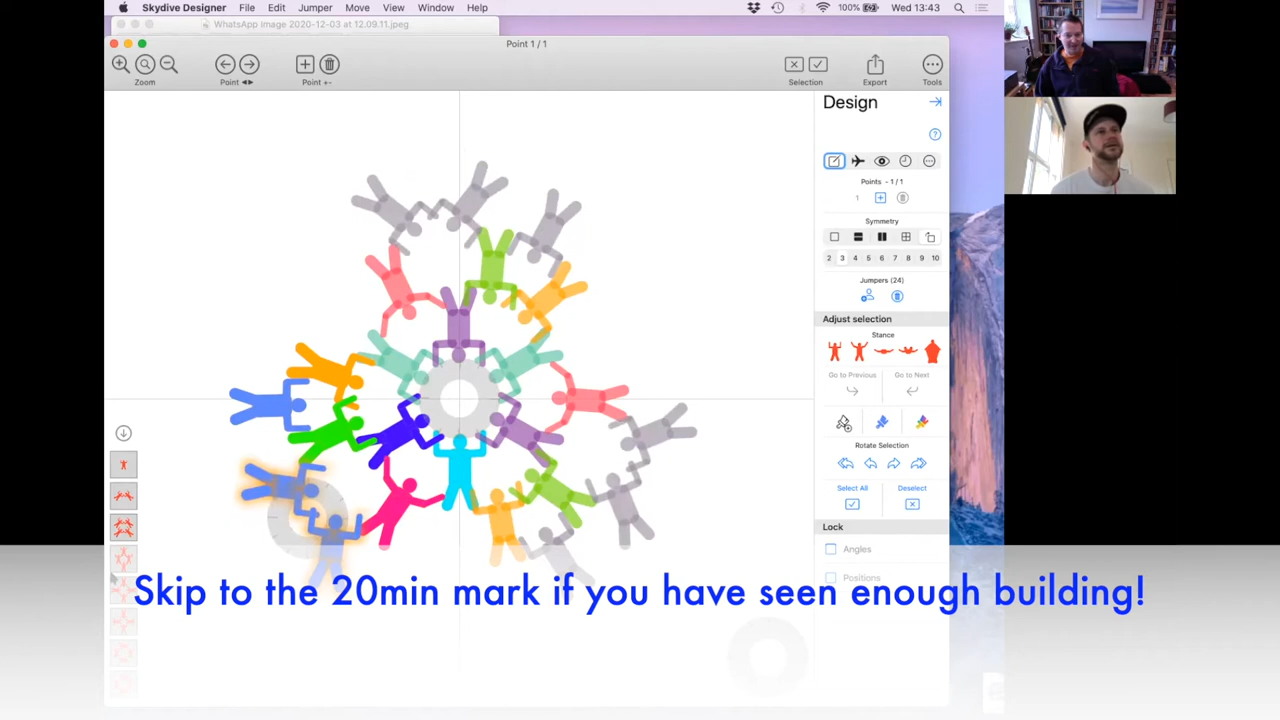 Skydive Designer File Edit Jumper Move View Window Help 100% Wed 13:43
WhatsApp Image 2020-12-03 at 12.09.11.jpeg
Point 1 / 1
Zoom Point ◀▶ Point +- Selection Export Tools
Design
Points - 1 / 1
1
Symmetry
2 3 4 5 6 7 8 9 10
Jumpers (24)
Adjust selection
Stance
Go to Previous Go to Next
Rotate Selection
Select All Deselect
Lock
Angles
Positions
Skip to the 20min mark if you have seen enough building!